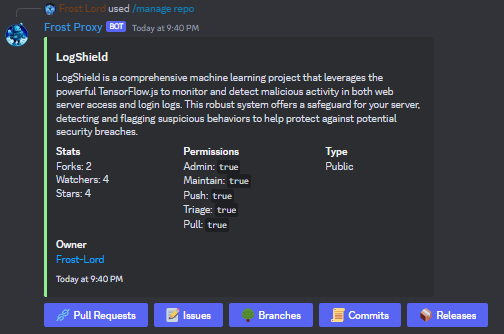 Frost Lord used /manage repo
Frost Proxy BOT Today at 9:40 PM
LogShield
LogShield is a comprehensive machine learning project that leverages the
powerful TensorFlow.js to monitor and detect malicious activity in both web
server access and login logs. This robust system offers a safeguard for your server,
detecting and flagging suspicious behaviors to help protect against potential
security breaches.
Stats Permissions Type
Forks: 2 Admin: true Public
Watchers: 4 Maintain: true
Stars: 4 Push: true
Triage: true
Pull: true
Owner
Frost-Lord
Today at 9:40 PM
Pull Requests Issues Branches Commits Releases